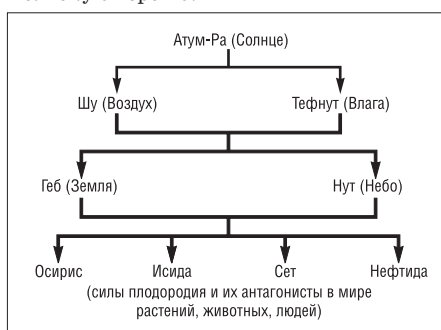 Атум-Ра (Солнце)
Шу (Воздух)
Тефнут (Влага)
Геб (Земля)
Нут (Небо)
Осирис
Исида
Сет
Нефтида
(силы плодородия и их антагонисты в мире
растений, животных, людей)